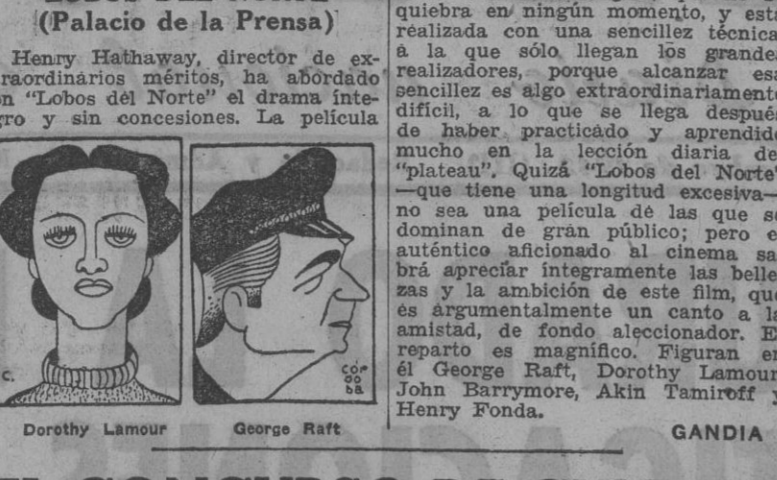 LOBOS DEL NORTE
(Palacio de la Prensa)
Henry Hathaway, director de ex-
raordinarios méritos, ha abordado
n "Lobos del Norte" el drama ínte-
gro y sin concesiones. La película
C.
CÓR
DO
BA
Dorothy Lamour
George Raft
quiebra en ningún momento, y está
realizada con una sencillez técnica
a la que sólo llegan los grandes
realizadores, porque alcanzar esa
sencillez es algo extraordinariamente
difícil, a lo que se llega después
de haber practicado y aprendido
mucho en la lección diaria del
"plateau". Quizá "Lobos del Norte"
—que tiene una longitud excesiva—
no sea una película de las que se
dominan de gran público; pero el
auténtico aficionado al cinema sa-
brá apreciar íntegramente las belle-
zas y la ambición de este film, que
es argumentalmente un canto a la
amistad, de fondo aleccionador. El
reparto es magnífico. Figuran en
él George Raft, Dorothy Lamour,
John Barrymore, Akin Tamiroff y
Henry Fonda.
GANDIA